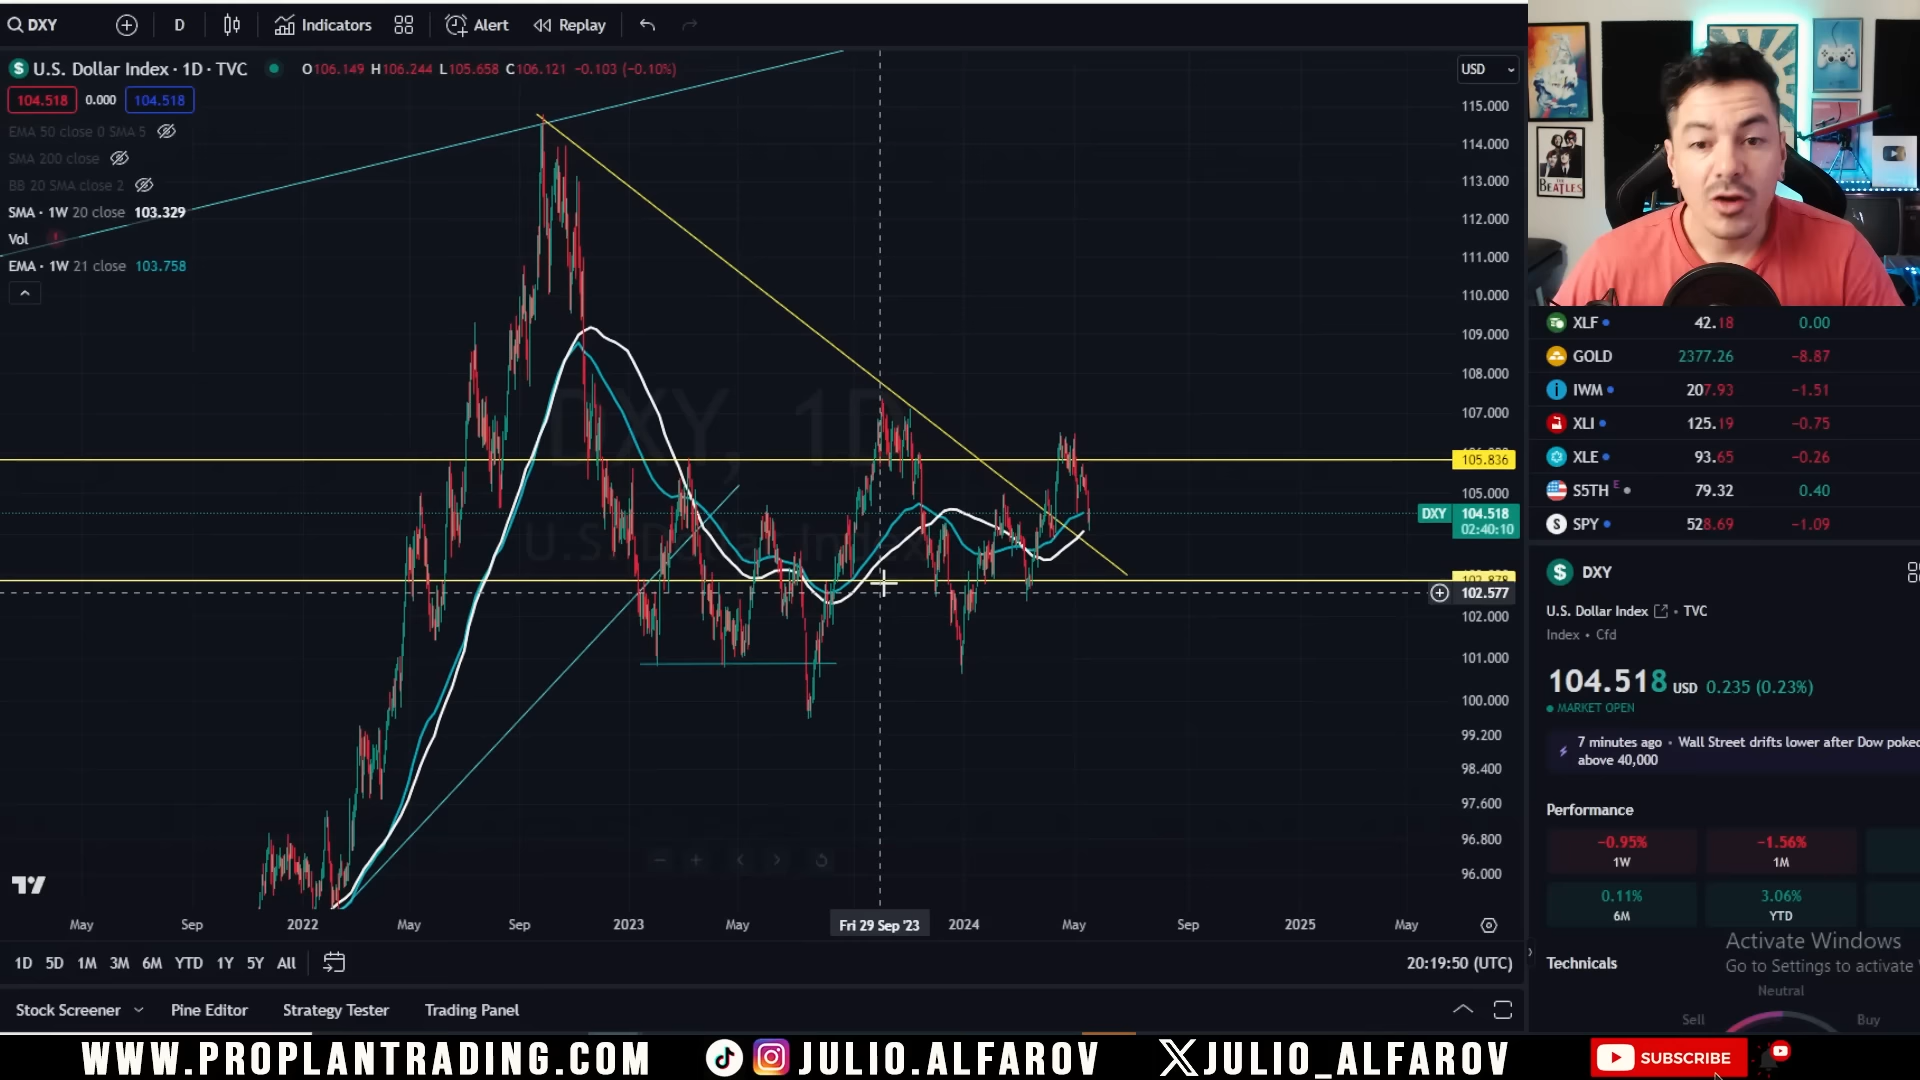 DXY
D
Indicators
Alert
Replay
U.S. Dollar Index · 1D · TVC
O106.149 H106.244 L105.658 C106.121 -0.103 (-0.10%)
USD
104.518 0.000 104.518
EMA 50 close 0 SMA 5
SMA 200 close
BB 20 SMA close 2
SMA · 1W 20 close 103.329
Vol
EMA · 1W 21 close 103.758
115.000
114.000
113.000
112.000
111.000
110.000
109.000
108.000
107.000
105.836
105.000
DXY 104.518
02:40:10
102.577
102.000
101.000
100.000
99.200
98.400
97.600
96.800
96.000
DXY, 1D
U.S. Dollar Index
May Sep 2022 May Sep 2023 May Fri 29 Sep '23 2024 May Sep 2025 May
1D 5D 1M 3M 6M YTD 1Y 5Y All
20:19:50 (UTC)
Stock Screener
Pine Editor
Strategy Tester
Trading Panel
THE
BEATLES
XLF 42.18 0.00
GOLD 2377.26 -8.87
IWM 207.93 -1.51
XLI 125.19 -0.75
XLE 93.65 -0.26
S5TH E 79.32 0.40
SPY 528.69 -1.09
DXY
U.S. Dollar Index • TVC
Index • Cfd
104.518 USD 0.235 (0.23%)
MARKET OPEN
7 minutes ago • Wall Street drifts lower after Dow poked
above 40,000
Performance
-0.95%
1W
-1.56%
1M
0.11%
6M
3.06%
YTD
Activate Windows
Go to Settings to activate
Technicals
Neutral
Sell
Buy
WWW.PROPLANTRADING.COM
JULIO.ALFAROV
JULIO_ALFAROV
SUBSCRIBE